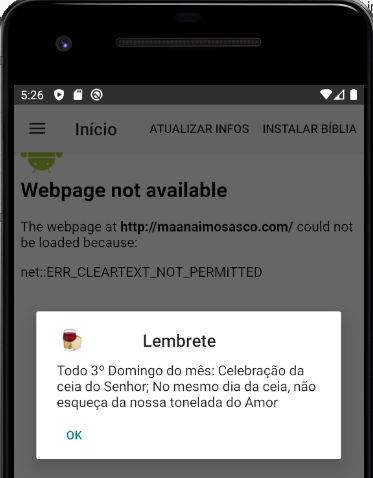 5:26
Início ATUALIZAR INFOS INSTALAR BÍBLIA
Webpage not available
The webpage at http://maanaimosasco.com/ could not
be loaded because:
net::ERR_CLEARTEXT_NOT_PERMITTED
Lembrete
Todo 3º Domingo do mês: Celebração da
ceia do Senhor; No mesmo dia da ceia, não
esqueça da nossa tonelada do Amor
OK